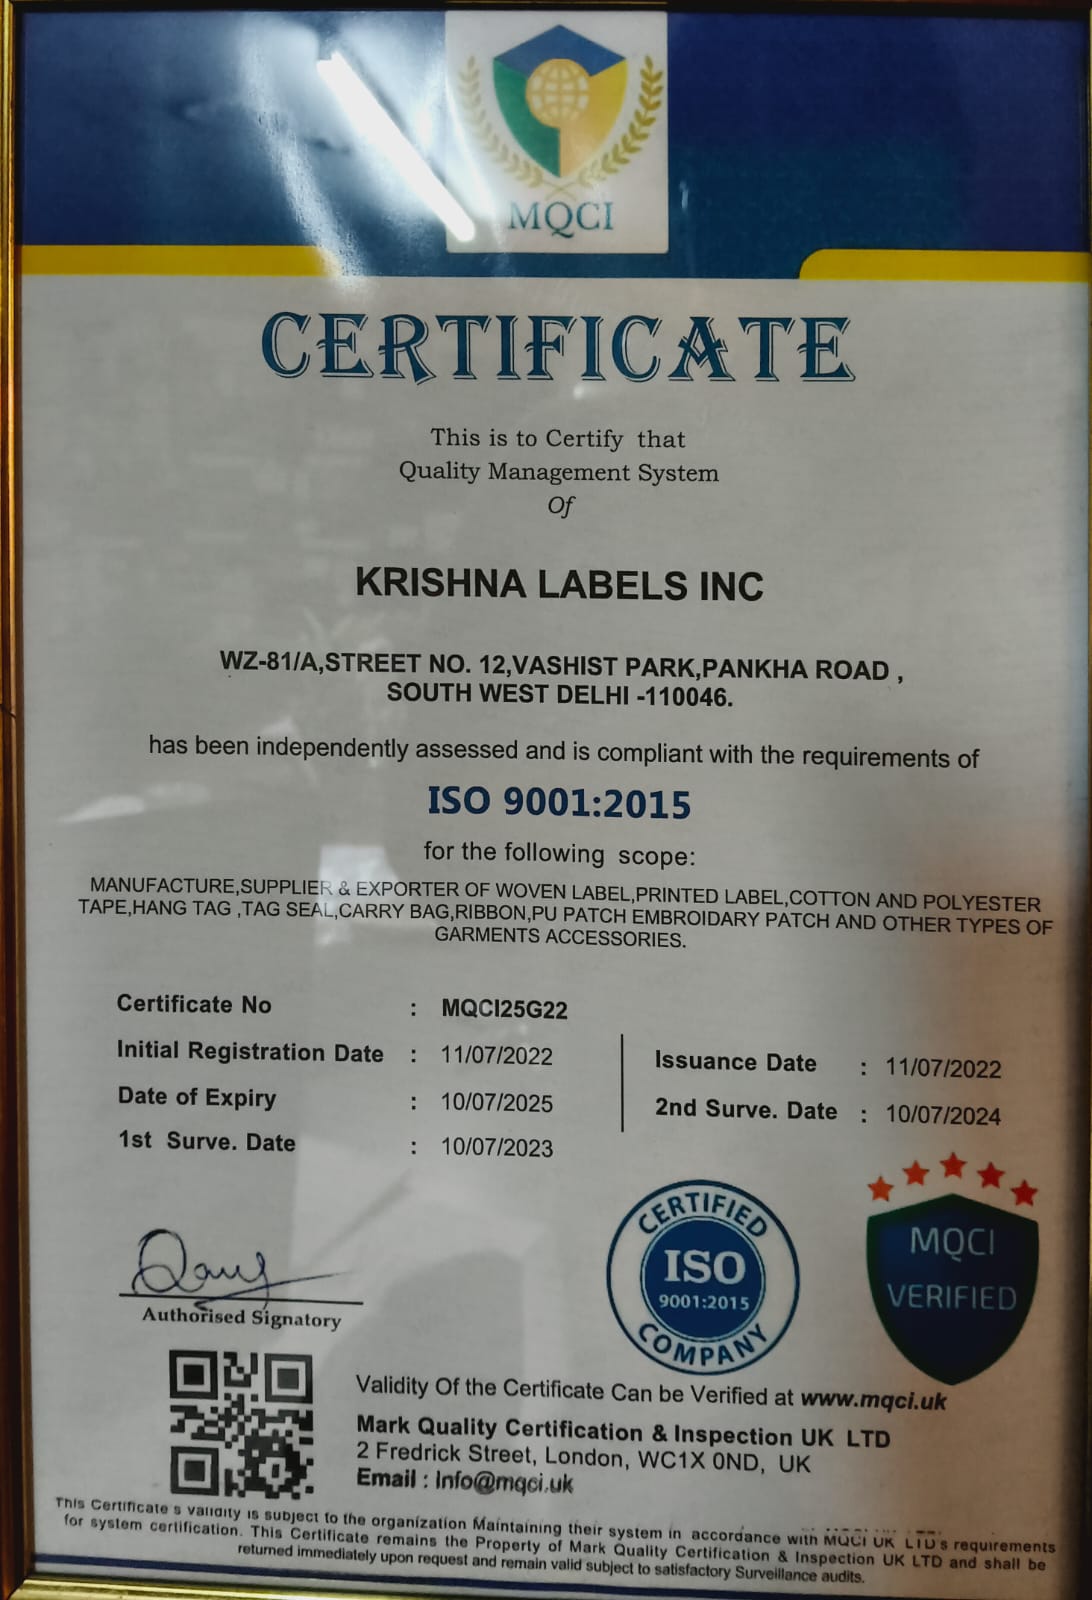 MQCI
CERTIFICATE
This is to Certify that
Quality Management System
Of
KRISHNA LABELS INC
WZ-81/A,STREET NO. 12,VASHIST PARK,PANKHA ROAD ,
SOUTH WEST DELHI -110046.
has been independently assessed and is compliant with the requirements of
ISO 9001:2015
for the following scope:
MANUFACTURE,SUPPLIER & EXPORTER OF WOVEN LABEL,PRINTED LABEL,COTTON AND POLYESTER
TAPE,HANG TAG ,TAG SEAL,CARRY BAG,RIBBON,PU PATCH EMBROIDARY PATCH AND OTHER TYPES OF
GARMENTS ACCESSORIES.
Certificate No : MQCI25G22
Initial Registration Date : 11/07/2022
Date of Expiry : 10/07/2025
1st Surve. Date : 10/07/2023
Issuance Date : 11/07/2022
2nd Surve. Date : 10/07/2024
Authorised Signatory
CERTIFIED
ISO
9001:2015
COMPANY
MQCI
VERIFIED
Validity Of the Certificate Can be Verified at www.mqci.uk
Mark Quality Certification & Inspection UK LTD
2 Fredrick Street, London, WC1X 0ND, UK
Email : Info@mqci.uk
This Certificate s validity is subject to the organization Maintaining their system in accordance with MQCI UK LTD's requirements
for system certification. This Certificate remains the Property of Mark Quality Certification & Inspection UK LTD and shall be
returned immediately upon request and remain valid subject to satisfactory Surveillance audits.